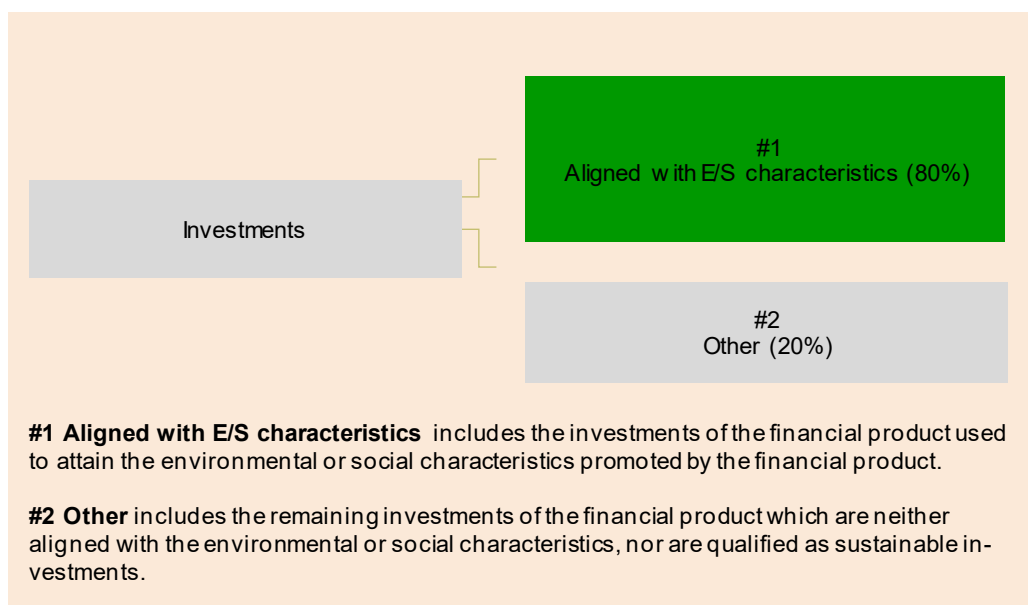 #1
Aligned with E/S characteristics (80%)
Investments
#2
Other (20%)
#1 Aligned with E/S characteristics includes the investments of the financial product used
to attain the environmental or social characteristics promoted by the financial product.
#2 Other includes the remaining investments of the financial product which are neither
aligned with the environmental or social characteristics, nor are qualified as sustainable in-
vestments.